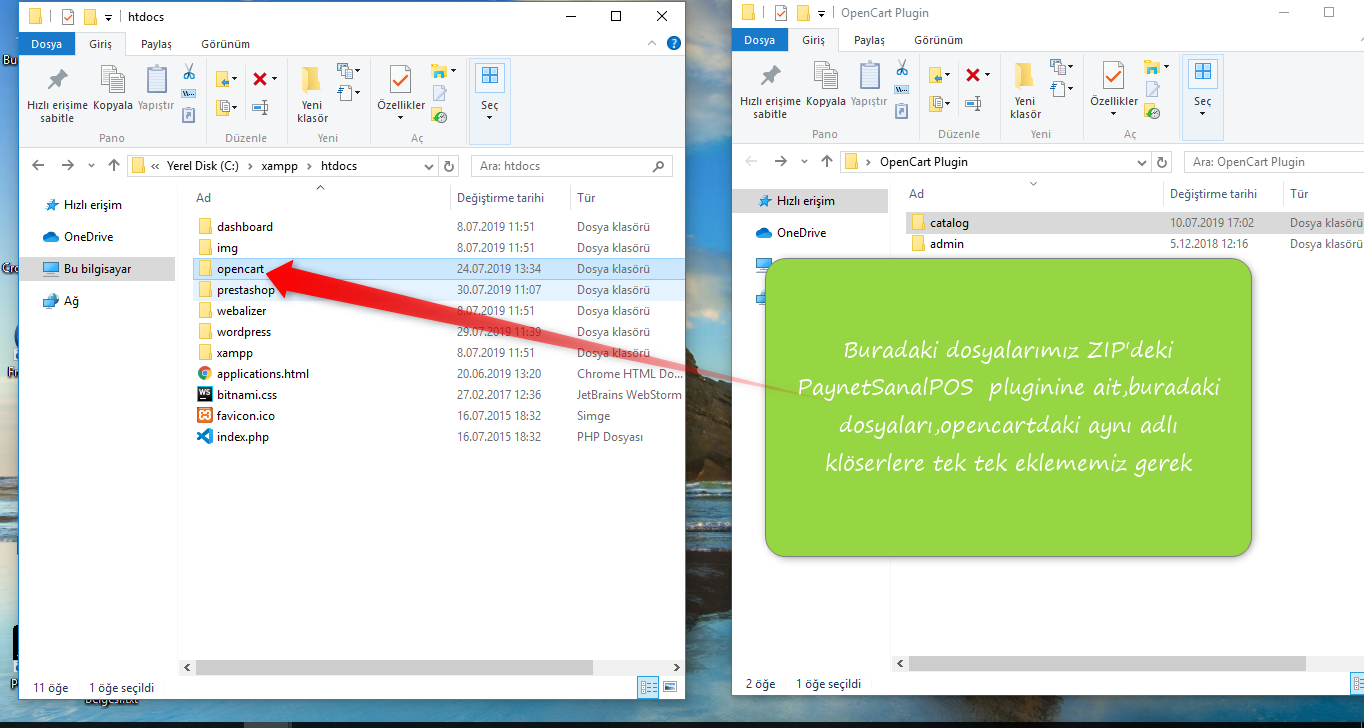 htdocs
Dosya Giriş Paylaş Görünüm
Hızlı erişime sabitle
Kopyala
Yapıştır
Yeni klasör
Özellikler
Seç
Pano Düzenle Yeni Aç
« Yerel Disk (C:) › xampp › htdocs
Ara: htdocs
Hızlı erişim
OneDrive
Bu bilgisayar
Ağ
Ad Değiştirme tarihi Tür
dashboard 8.07.2019 11:51 Dosya klasörü
img 8.07.2019 11:51 Dosya klasörü
opencart 24.07.2019 13:34 Dosya klasörü
prestashop 30.07.2019 11:07 Dosya klasörü
webalizer 8.07.2019 11:51 Dosya klasörü
wordpress 29.07.2019 11:39 Dosya klasörü
xampp 8.07.2019 11:51 Dosya klasörü
applications.html 20.06.2019 13:20 Chrome HTML Do...
bitnami.css 27.02.2017 12:36 JetBrains WebStorm
favicon.ico 16.07.2015 18:32 Simge
index.php 16.07.2015 18:32 PHP Dosyası
11 öğe 1 öğe seçildi
OpenCart Plugin
Dosya Giriş Paylaş Görünüm
Hızlı erişime sabitle
Kopyala
Yapıştır
Yeni klasör
Özellikler
Seç
Pano Düzenle Yeni Aç
› OpenCart Plugin
Ara: OpenCart Plugin
Hızlı erişim
OneDrive
Ad Değiştirme tarihi Tür
catalog 10.07.2019 17:02 Dosya klasörü
admin 5.12.2018 12:16 Dosya klasörü
Buradaki dosyalarımız ZIP'deki
PaynetSanalPOS pluginine ait,buradaki
dosyaları,opencartdaki aynı adlı
klöserlere tek tek eklememiz gerek
2 öğe 1 öğe seçildi